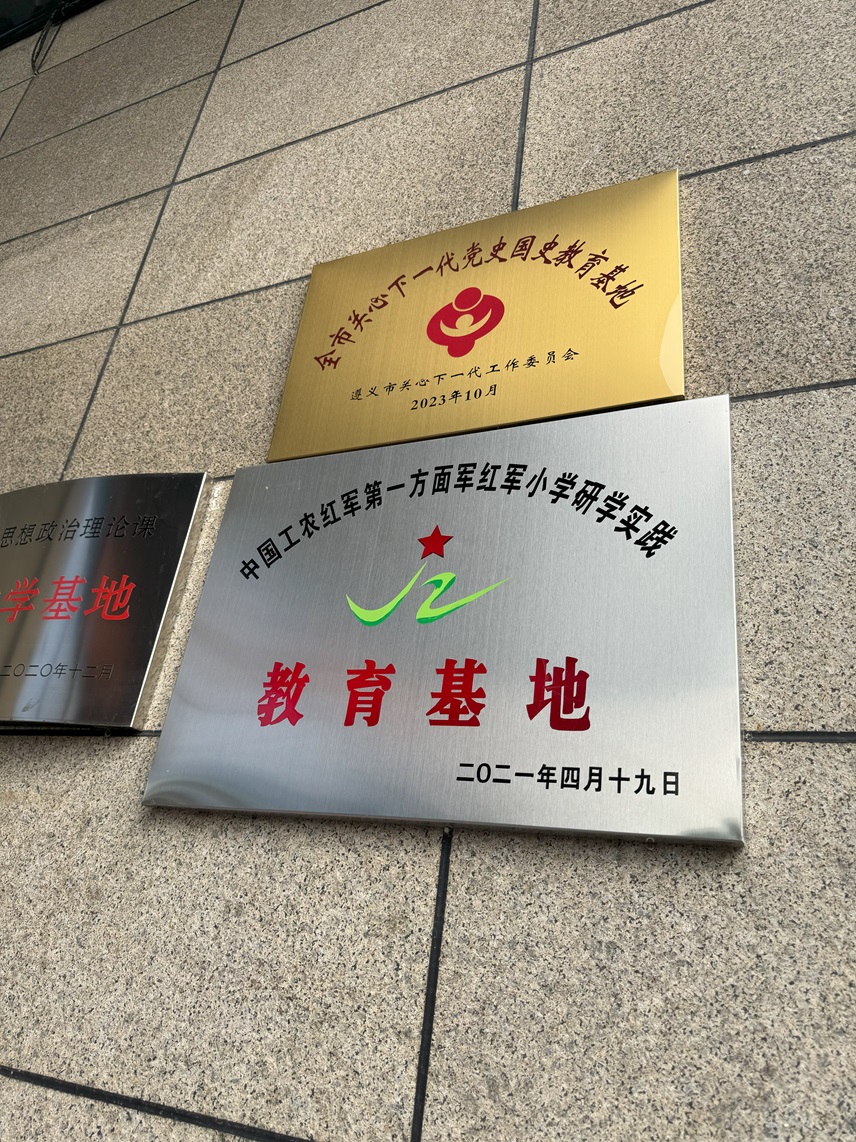 全市关心下一代党史国史教育基地
遵义市关心下一代工作委员会
2023年10月
中国工农红军第一方面军红军小学研学实践
教育基地
二〇二一年四月十九日
思想政治理论课
学基地
二〇二〇年十二月